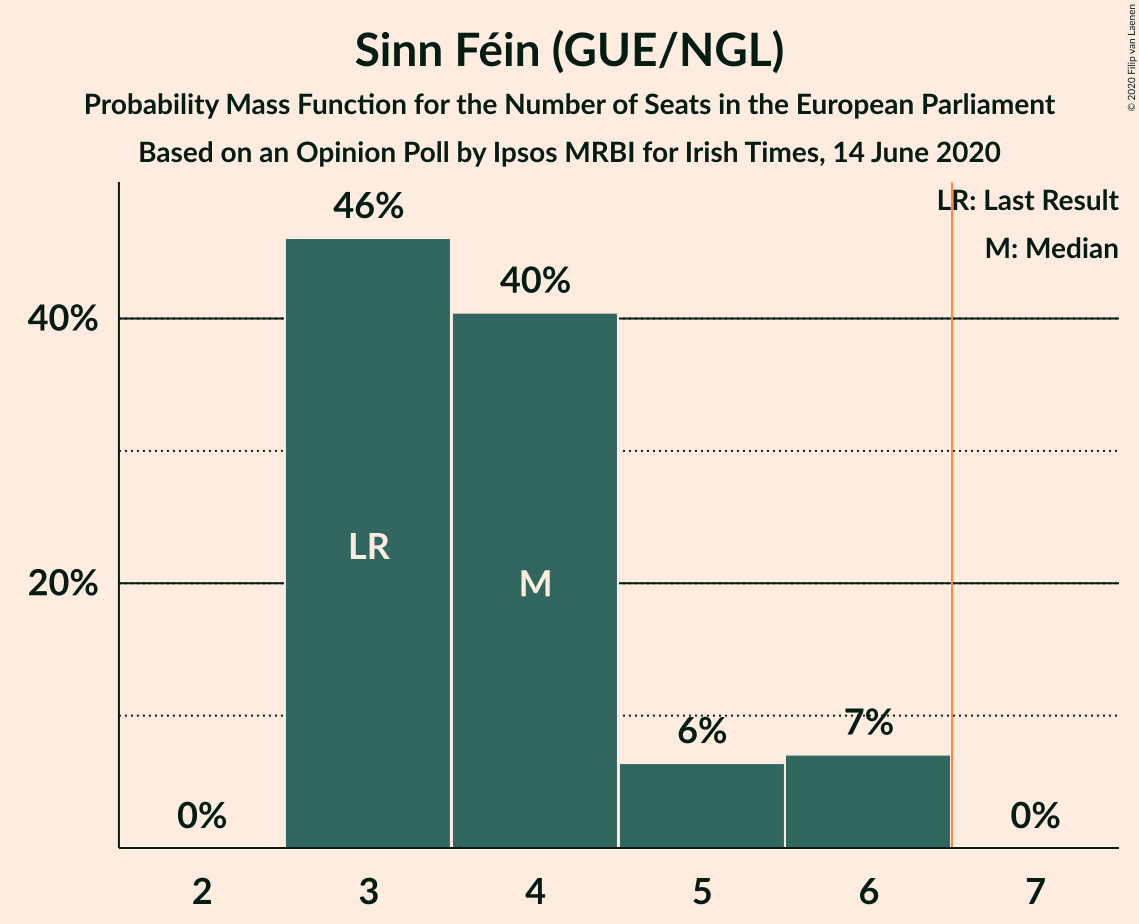 Sinn Féin (GUE/NGL)
Probability Mass Function for the Number of Seats in the European Parliament
Based on an Opinion Poll by Ipsos MRBI for Irish Times, 14 June 2020
© 2020 Filip van Laenen
LR: Last Result
M: Median
46%
40%
40%
LR
M
20%
6%
7%
0%
0%
2 3 4 5 6 7